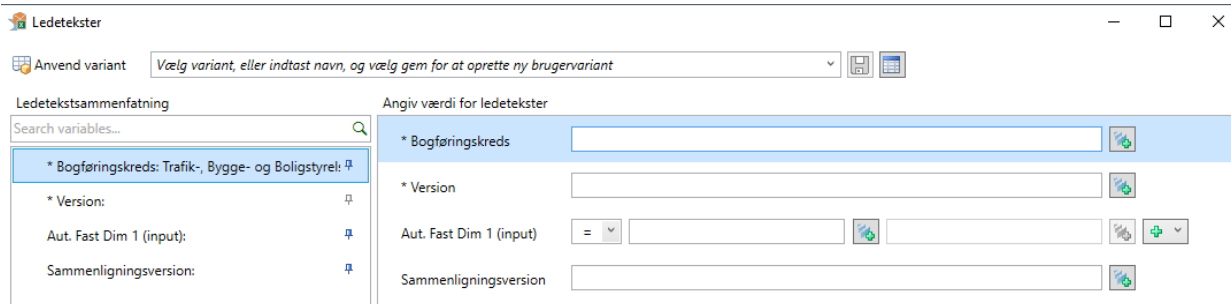 Ledetekster
Anvend variant
Vælg variant, eller indtast navn, og vælg gem for at oprette ny brugervariant
Ledetekstsammenfatning
Search variables...
* Bogføringskreds: Trafik-, Bygge- og Boligstyrels
* Version:
Aut. Fast Dim 1 (input):
Sammenligningsversion:
Angiv værdi for ledetekster
* Bogføringskreds
* Version
Aut. Fast Dim 1 (input)
=
Sammenligningsversion